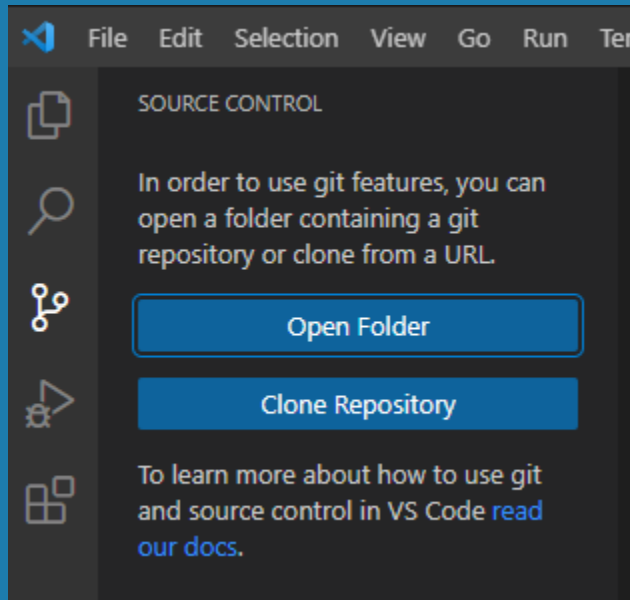 File Edit Selection View Go Run
SOURCE CONTROL
In order to use git features, you can
open a folder containing a git
repository or clone from a URL.
Open Folder
Clone Repository
To learn more about how to use git
and source control in VS Code read
our docs.